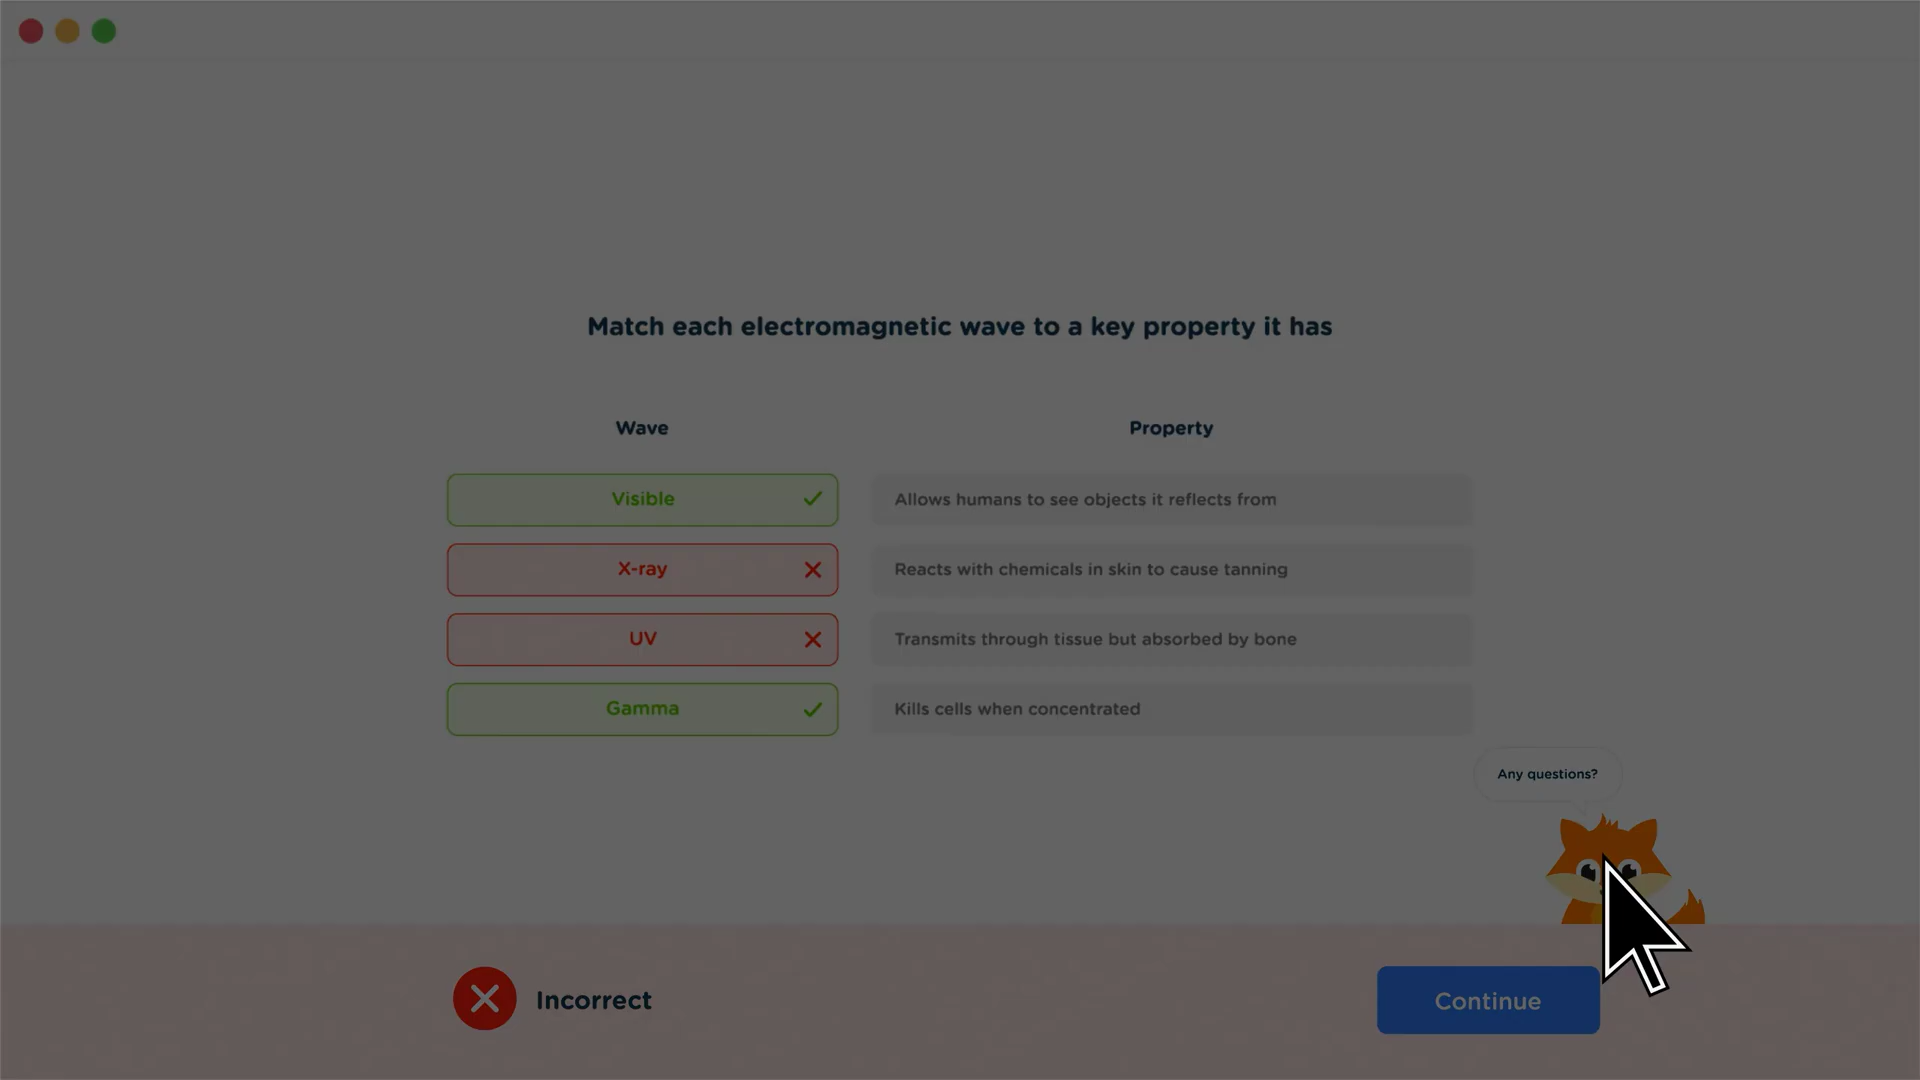 Match each electromagnetic wave to a key property it has
Wave
Property
Visible
Allows humans to see objects it reflects from
X-ray
Reacts with chemicals in skin to cause tanning
UV
Transmits through tissue but absorbed by bone
Gamma
Kills cells when concentrated
Any questions?
Incorrect
Continue